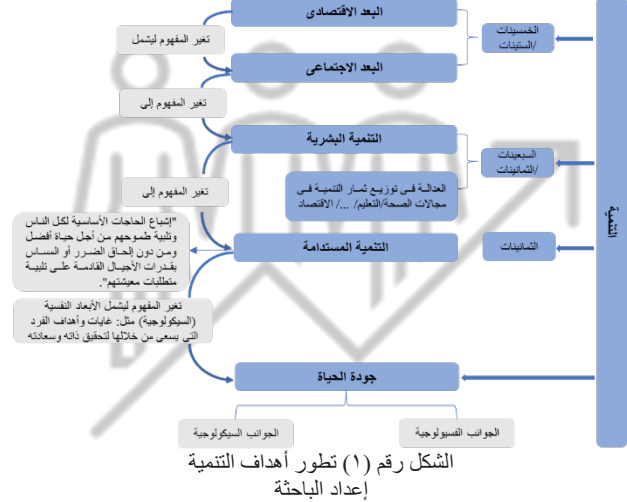 التنمية
الخمسينات
/الستينات
البعد الاقتصادى
تغير المفهوم ليشمل
البعد الاجتماعى
تغير المفهوم إلى
السبعينات
/الثمانينات
التنمية البشرية
العدالة فى توزيع ثمار التنمية فى
مجالات الصحة/التعليم/ .../ الاقتصاد
تغير المفهوم إلى
الثمانينات
التنمية المستدامة
"إشباع الحاجات الأساسية لكل الناس
وتلبية طموحهم من أجل حياة أفضل
ومن دون إلحاق الضرر أو المساس
بقدرات الأجيال القادمة على تلبية
متطلبات معيشتهم".
تغير المفهوم ليشمل الأبعاد النفسية
(السيكولوجية) مثل: غايات وأهداف الفرد
التي يسعى من خلالها لتحقيق ذاته وسعادته
جودة الحياة
الجوانب الفسيولوجية
الجوانب السيكولوجية
الشكل رقم (١) تطور أهداف التنمية
إعداد الباحثة